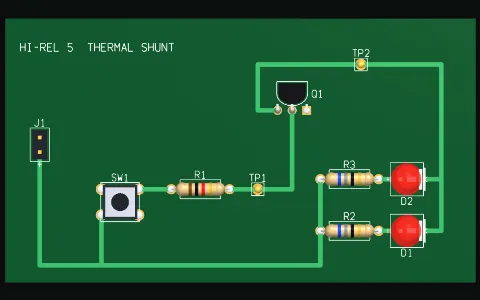 HI-REL 5 THERMAL SHUNT
TP2
Q1
J1
R3
SW1
R1
TP1
D2
R2
D1